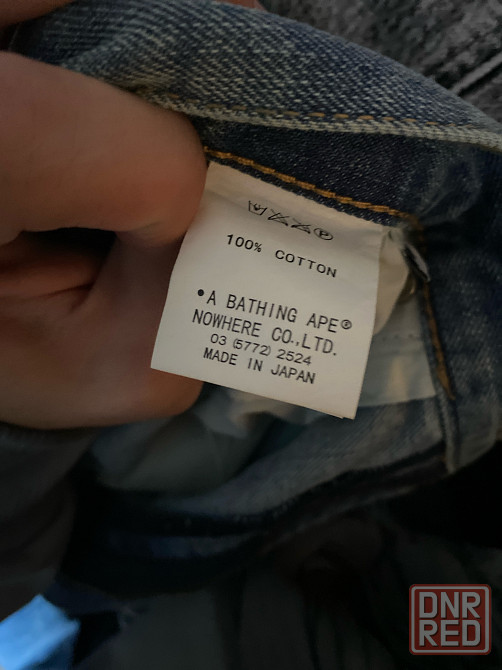 100% COTTON
•A BATHING APE®
NOWHERE CO.,LTD.
03 (5772) 2524
MADE IN JAPAN
DNR
RED